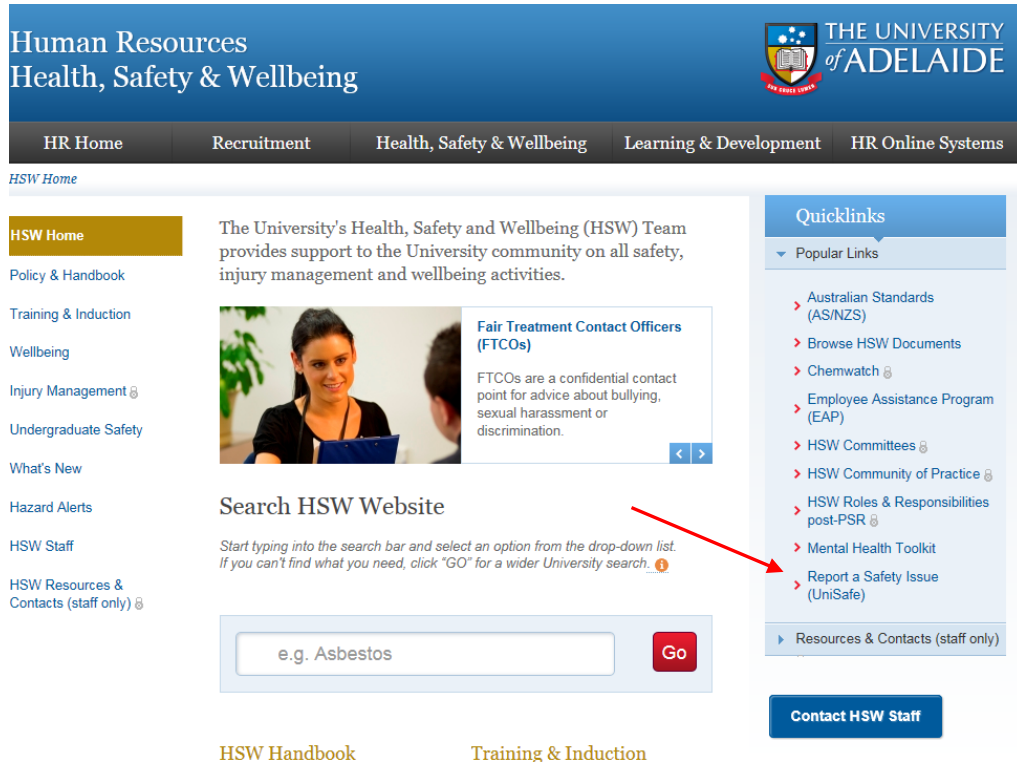 Human Resources
Health, Safety & Wellbeing
THE UNIVERSITY
of ADELAIDE
SUB CRUCE LUMEN
HR Home
Recruitment
Health, Safety & Wellbeing
Learning & Development
HR Online Systems
HSW Home
HSW Home
Policy & Handbook
Training & Induction
Wellbeing
Injury Management
Undergraduate Safety
What's New
Hazard Alerts
HSW Staff
HSW Resources &
Contacts (staff only)
The University's Health, Safety and Wellbeing (HSW) Team
provides support to the University community on all safety,
injury management and wellbeing activities.
Fair Treatment Contact Officers
(FTCOs)
FTCOs are a confidential contact
point for advice about bullying,
sexual harassment or
discrimination.
Search HSW Website
Start typing into the search bar and select an option from the drop-down list.
If you can't find what you need, click "GO" for a wider University search.
e.g. Asbestos
Go
HSW Handbook
Training & Induction
Quicklinks
Popular Links
Australian Standards
(AS/NZS)
Browse HSW Documents
Chemwatch
Employee Assistance Program
(EAP)
HSW Committees
HSW Community of Practice
HSW Roles & Responsibilities
post-PSR
Mental Health Toolkit
Report a Safety Issue
(UniSafe)
Resources & Contacts (staff only)
Contact HSW Staff